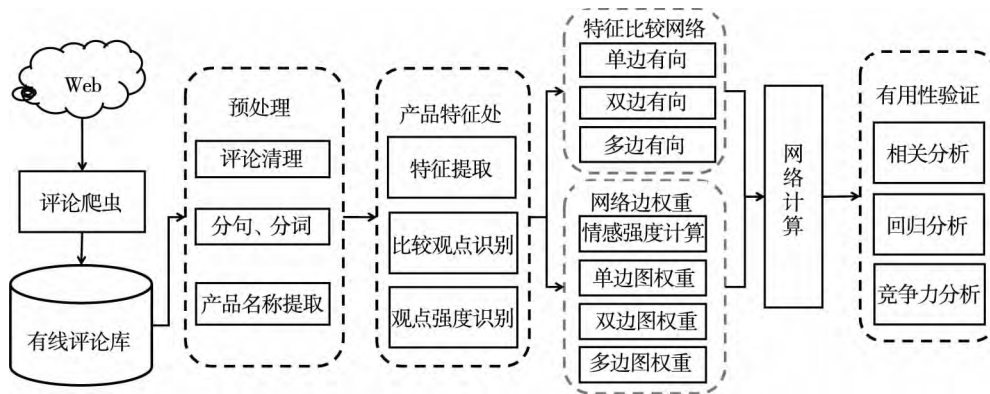 Web
评论爬虫
有线评论库
预处理
评论清理
分句、分词
产品名称提取
产品特征处
特征提取
比较观点识别
观点强度识别
特征比较网络
单边有向
双边有向
多边有向
网络边权重
情感强度计算
单边图权重
双边图权重
多边图权重
网
络
计
算
有用性验证
相关分析
回归分析
竞争力分析